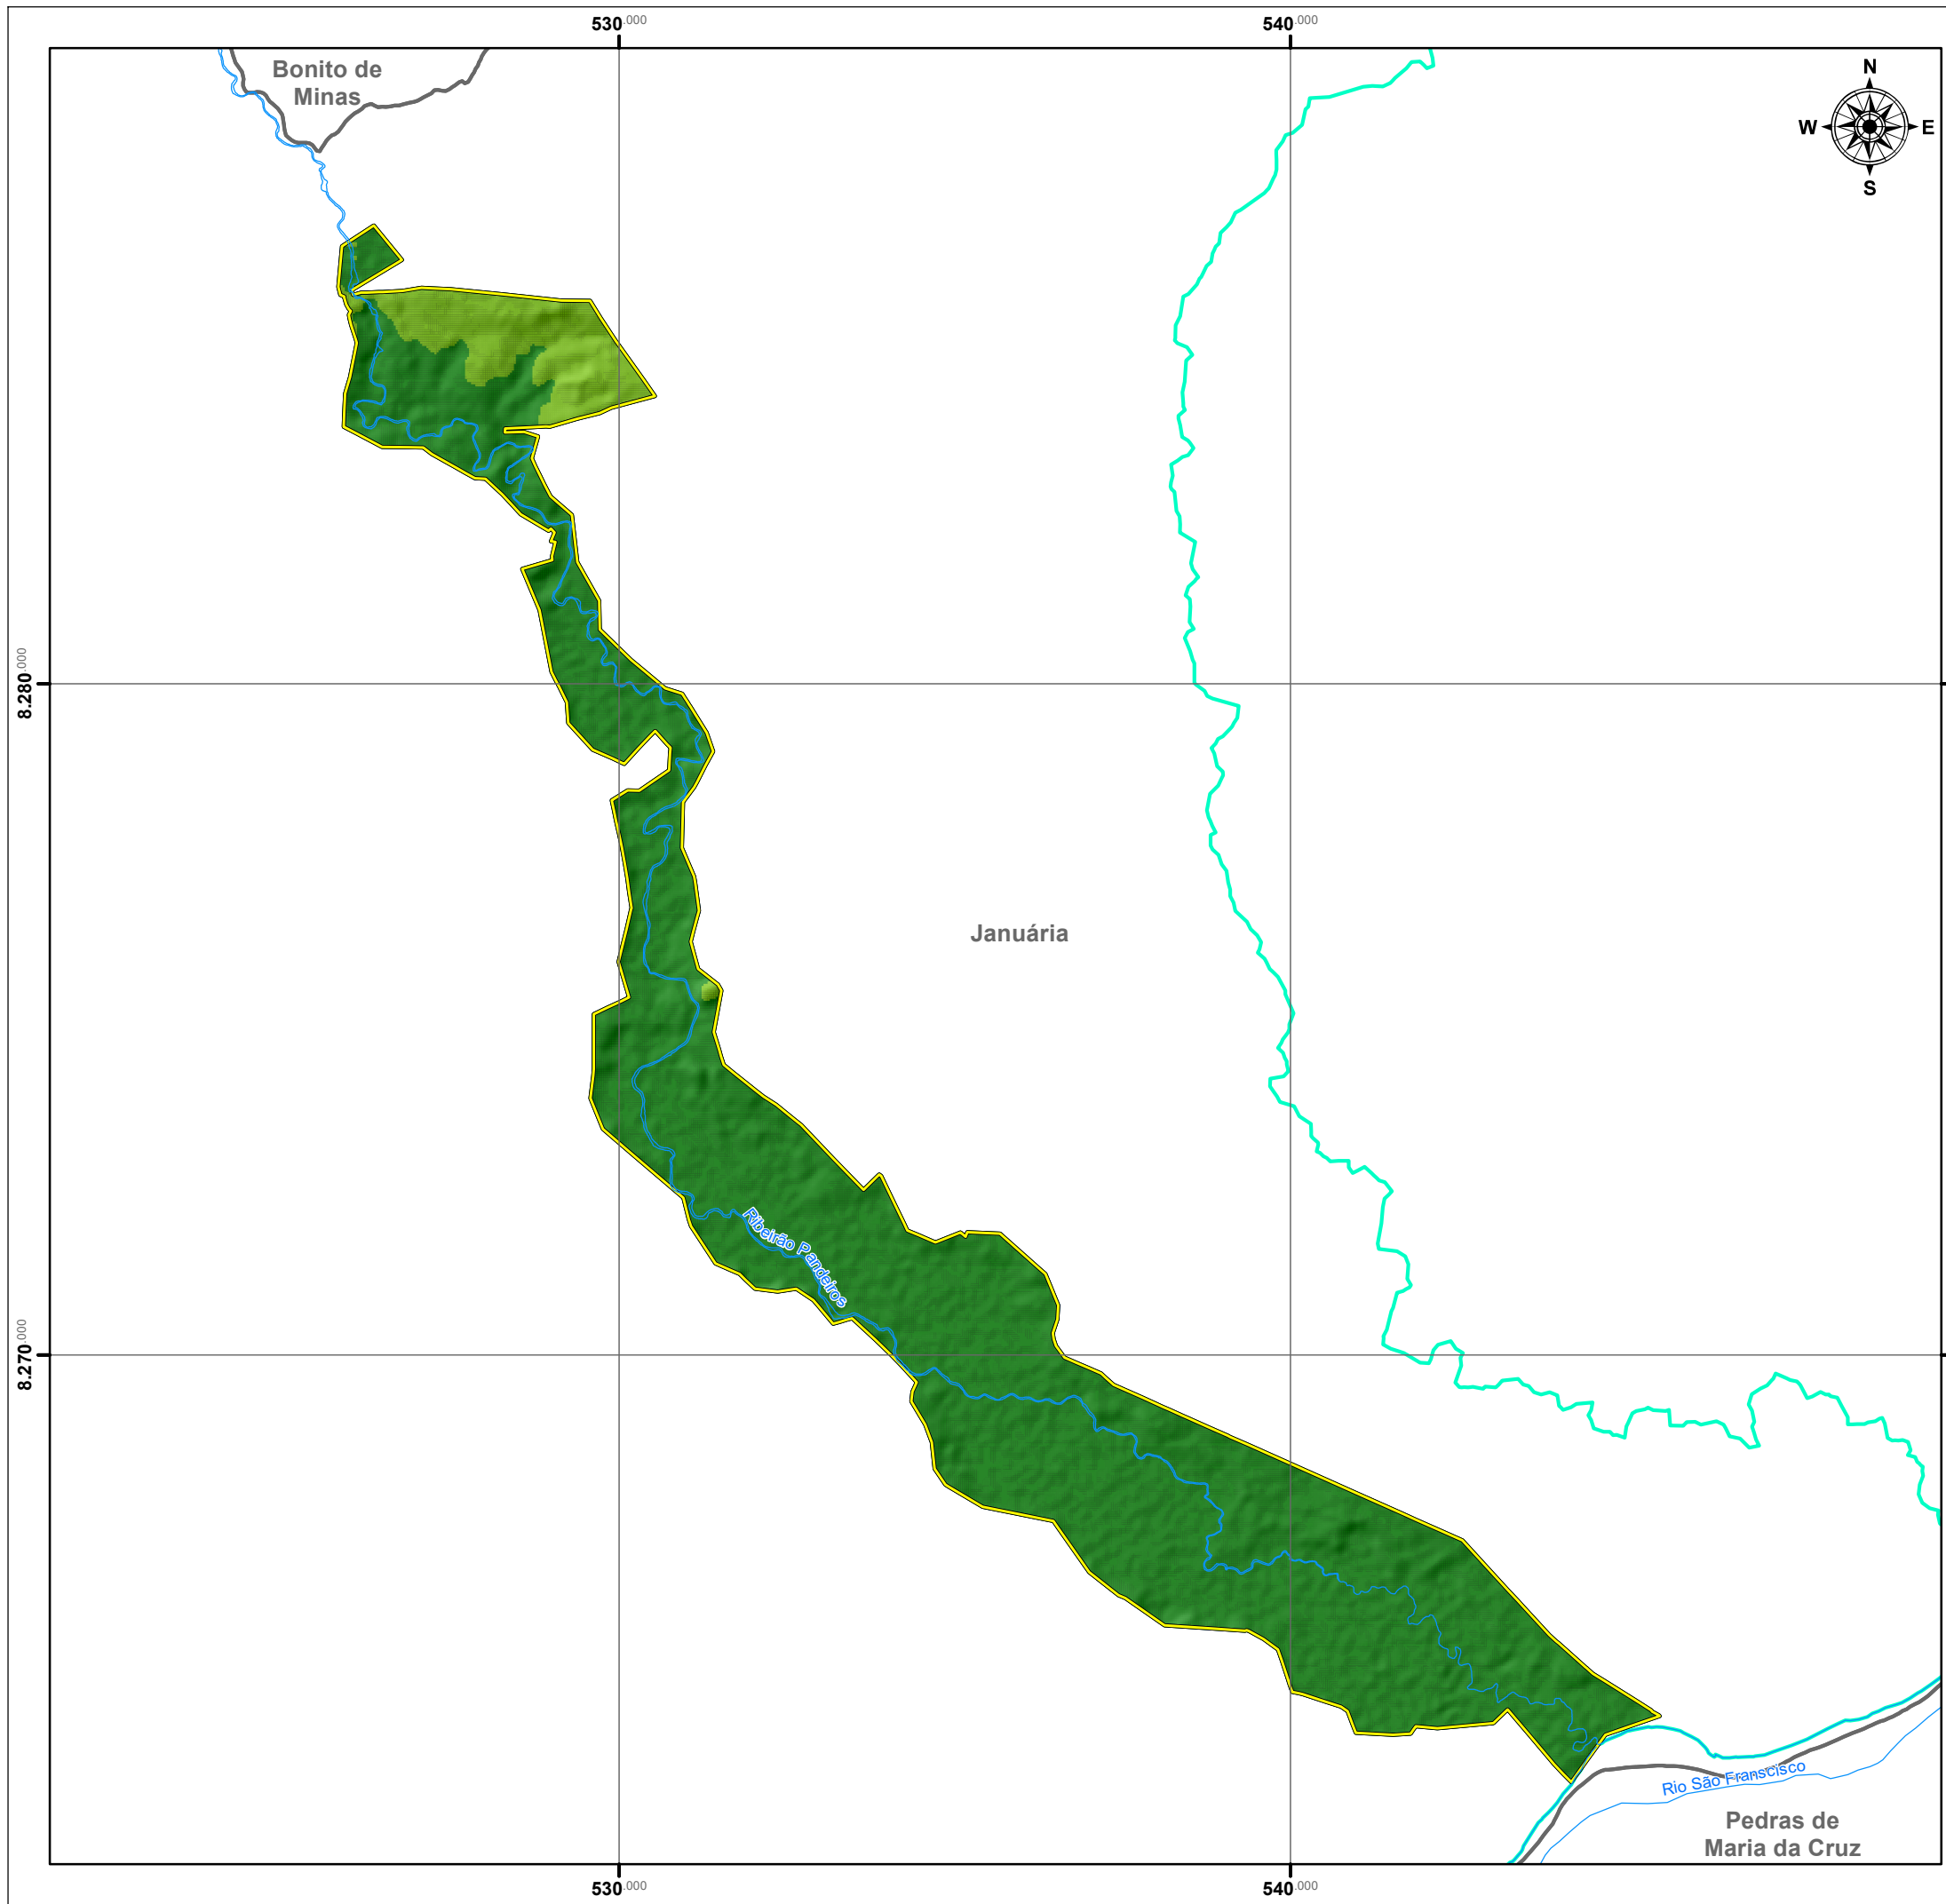 530.000
540.000
Bonito de
Minas
N
W
E
S
8.280.000
Januária
Ribeirão Pandeiros
8.270.000
Rio São Franscisco
Pedras de
Maria da Cruz
530.000
540.000